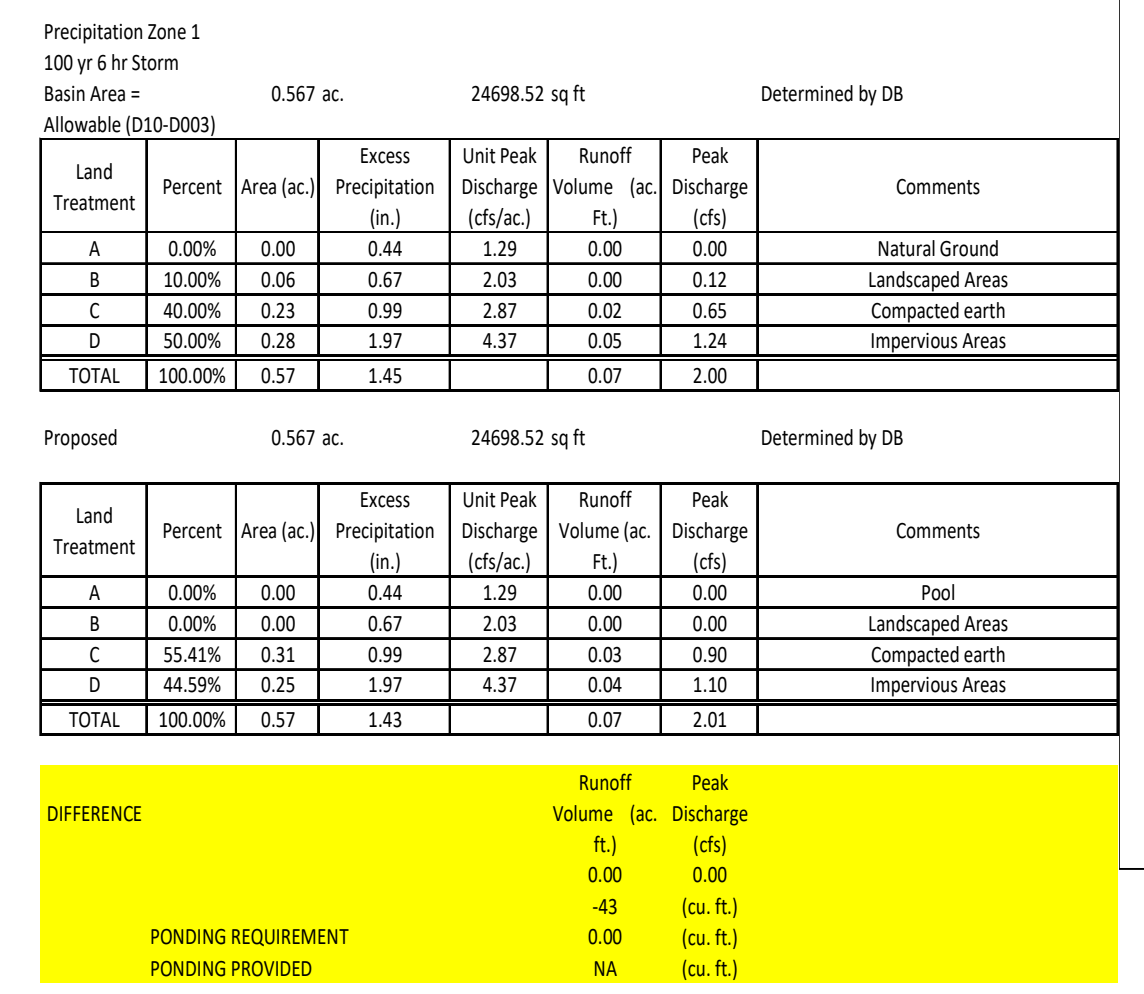 Precipitation Zone 1
100 yr 6 hr Storm
Basin Area = 0.567 ac. 24698.52 sq ft Determined by DB
Allowable (D10-D003)
Land Treatment Percent Area (ac.) Excess Precipitation (in.) Unit Peak Discharge (cfs/ac.) Runoff Volume (ac. Ft.) Peak Discharge (cfs) Comments
A 0.00% 0.00 0.44 1.29 0.00 0.00 Natural Ground
B 10.00% 0.06 0.67 2.03 0.00 0.12 Landscaped Areas
C 40.00% 0.23 0.99 2.87 0.02 0.65 Compacted earth
D 50.00% 0.28 1.97 4.37 0.05 1.24 Impervious Areas
TOTAL 100.00% 0.57 1.45 0.07 2.00
Proposed 0.567 ac. 24698.52 sq ft Determined by DB
Land Treatment Percent Area (ac.) Excess Precipitation (in.) Unit Peak Discharge (cfs/ac.) Runoff Volume (ac. Ft.) Peak Discharge (cfs) Comments
A 0.00% 0.00 0.44 1.29 0.00 0.00 Pool
B 0.00% 0.00 0.67 2.03 0.00 0.00 Landscaped Areas
C 55.41% 0.31 0.99 2.87 0.03 0.90 Compacted earth
D 44.59% 0.25 1.97 4.37 0.04 1.10 Impervious Areas
TOTAL 100.00% 0.57 1.43 0.07 2.01
DIFFERENCE Runoff Volume (ac. ft.) Peak Discharge (cfs)
0.00 0.00
-43 (cu. ft.)
PONDING REQUIREMENT 0.00 (cu. ft.)
PONDING PROVIDED NA (cu. ft.)